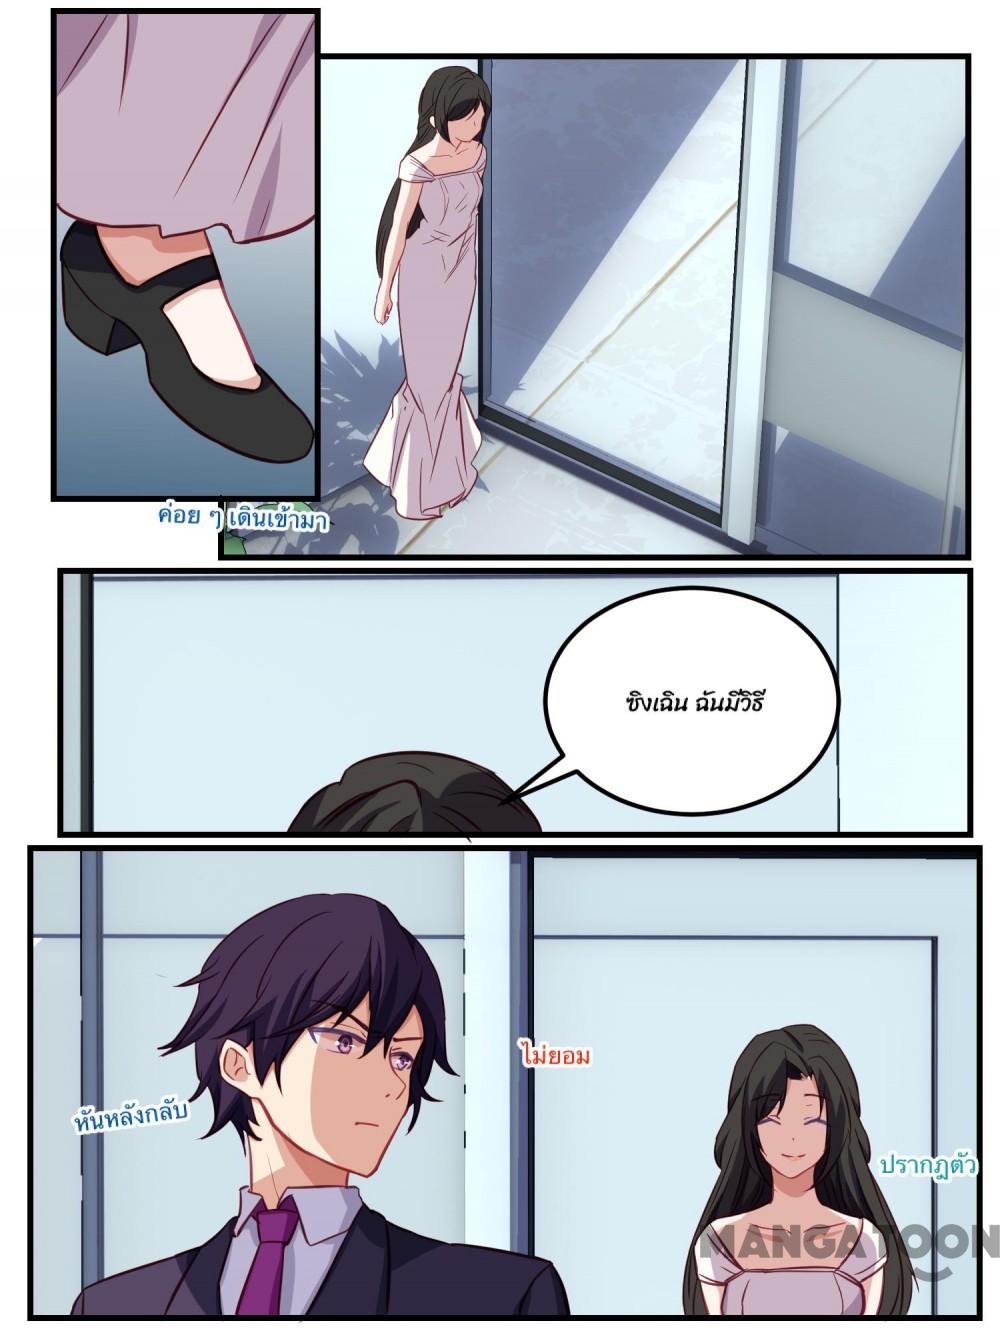 ค่อย ๆ เดินเข้ามา
ซิงเฉิน ฉันมีวิธี
ไม่ยอม
หันหลังกลับ
ปรากฎตัว
MANGATOON